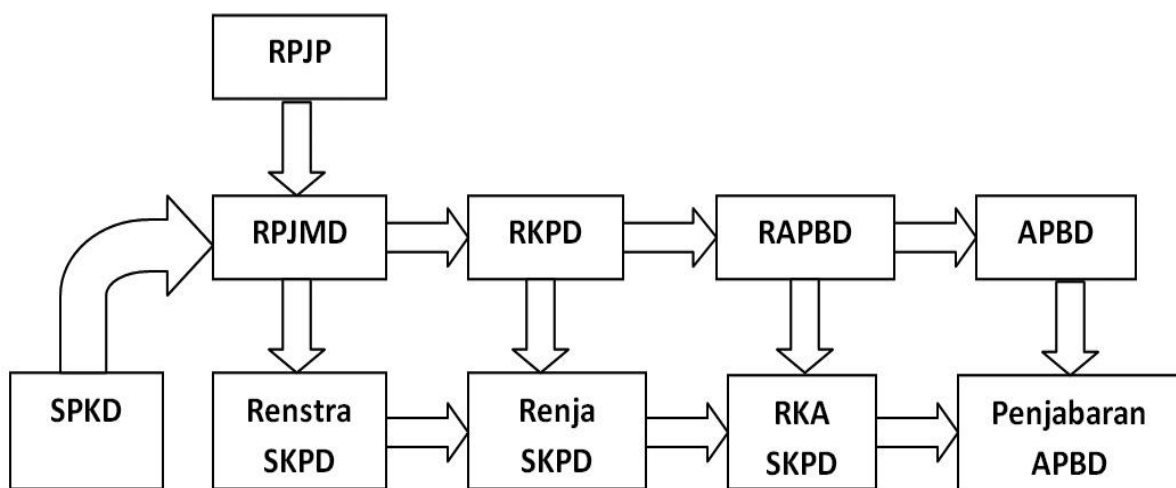 RPJP
RPJMD
RKPD
RAPBD
APBD
SPKD
Renstra
SKPD
Renja
SKPD
RKA
SKPD
Penjabaran
APBD